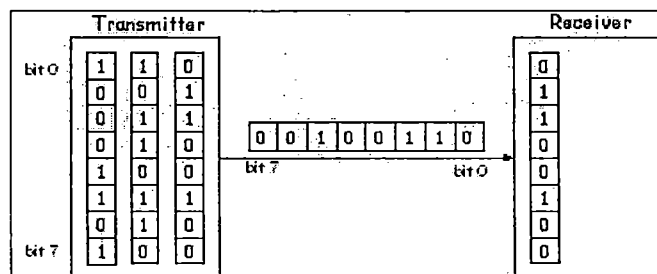 Transmitter Receiver
bit 0 1 1 0 0
0 0 1 1
0 1 1 1
0 1 0 0
1 0 0 0
1 1 1 1
0 1 0 0
bit 7 1 0 0 0
0 0 1 0 0 1 1 0
bit 7 bit 0